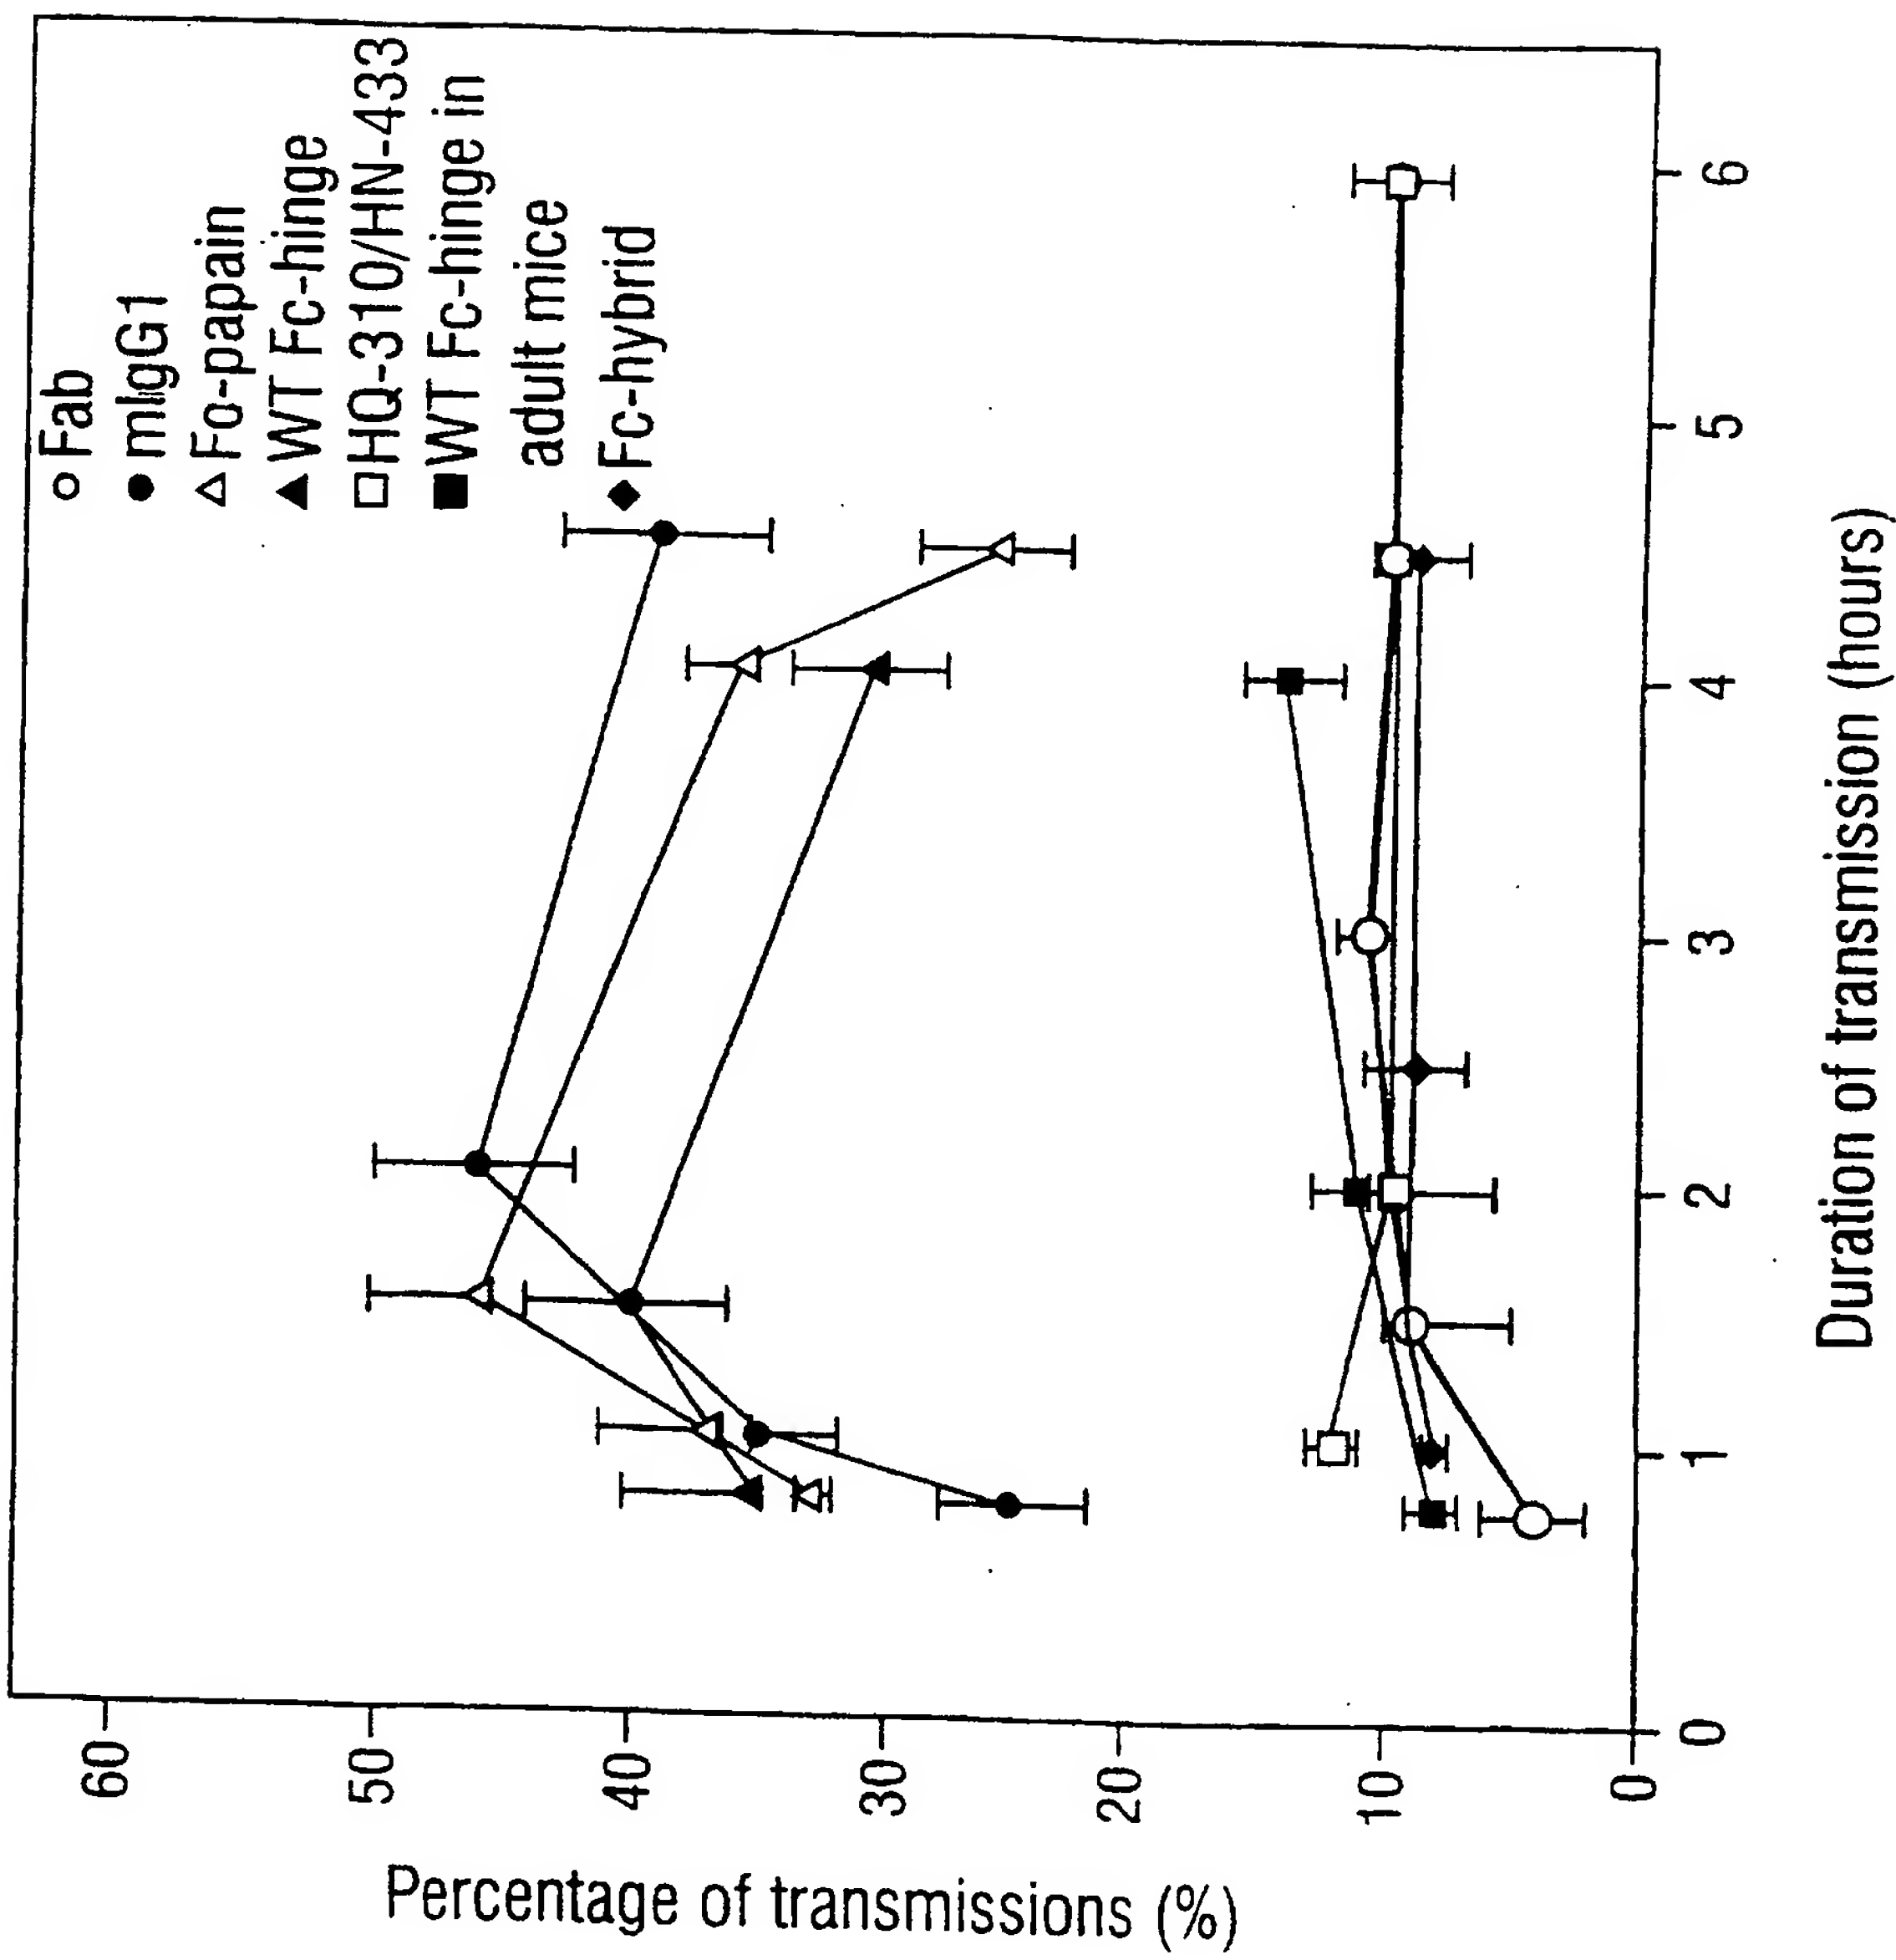 Percentage of transmissions (%)
60
50
40
30
20
10
0
Fab
mIgG1
Fo-papain
WT Fc-hinge
HQ-310/HN-433
WT Fc-hinge in
adult mice
Fc-hybrid
0
1
2
3
4
5
6
Duration of transmission (hours)